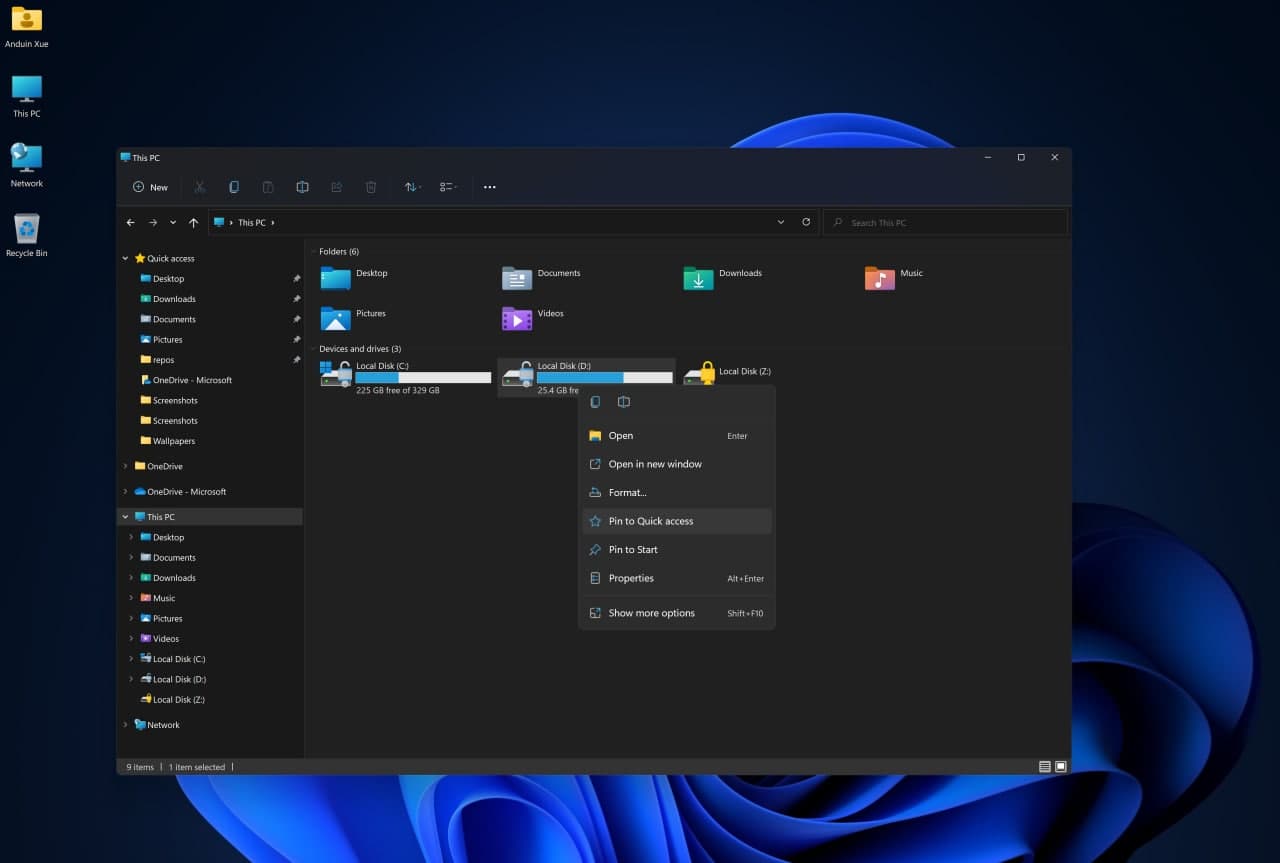 Anduin Xue
This PC
Network
Recycle Bin
This PC
New
This PC
Search This PC
Quick access
Desktop
Downloads
Documents
Pictures
repos
OneDrive - Microsoft
Screenshots
Screenshots
Wallpapers
OneDrive
OneDrive - Microsoft
This PC
Desktop
Documents
Downloads
Music
Pictures
Videos
Local Disk (C:)
Local Disk (D:)
Local Disk (Z:)
Network
Folders (6)
Desktop
Documents
Downloads
Music
Pictures
Videos
Devices and drives (3)
Local Disk (C:)
225 GB free of 329 GB
Local Disk (D:)
25.4 GB fre
Local Disk (Z:)
Open Enter
Open in new window
Format...
Pin to Quick access
Pin to Start
Properties Alt+Enter
Show more options Shift+F10
9 items 1 item selected